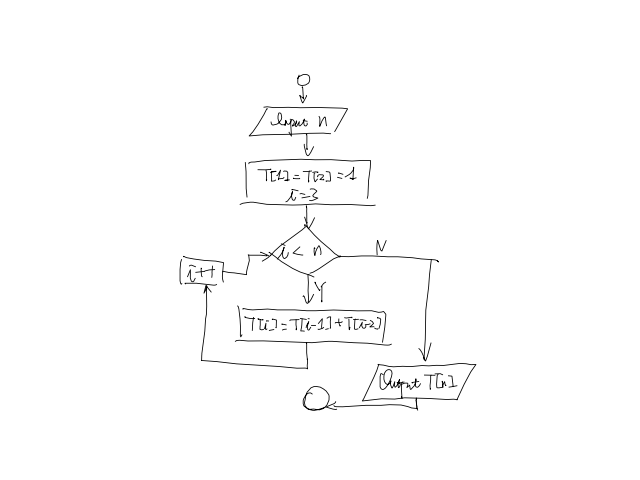 Input n
T[1]=T[2]=1
i=3
i < n
N
i++
Y
T[i]=T[i-1]+T[i-2]
Output T[n]